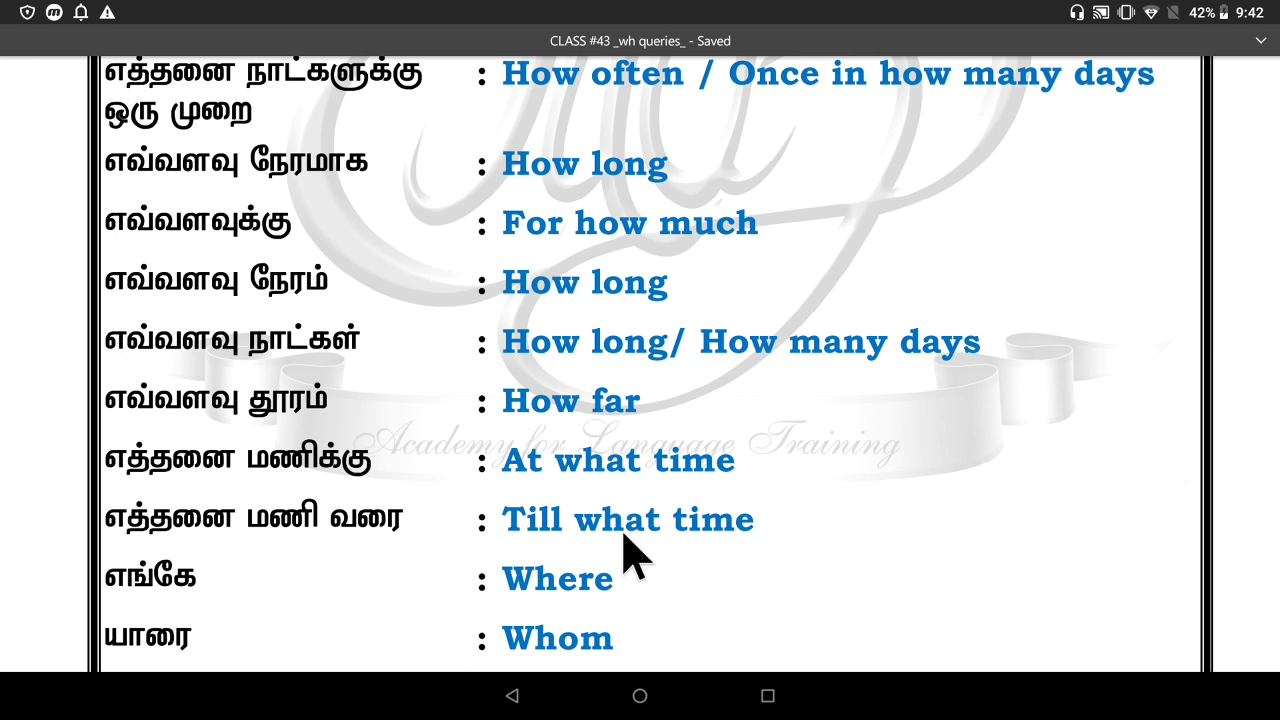 42% 9:42
CLASS #43 _wh queries_ - Saved
எத்தனை நாட்களுக்கு : How often / Once in how many days
ஒரு முறை
எவ்வளவு நேரமாக : How long
எவ்வளவுக்கு : For how much
எவ்வளவு நேரம் : How long
எவ்வளவு நாட்கள் : How long/ How many days
எவ்வளவு தூரம் : How far
Academy for Language Training
எத்தனை மணிக்கு : At what time
எத்தனை மணி வரை : Till what time
எங்கே : Where
யாரை : Whom